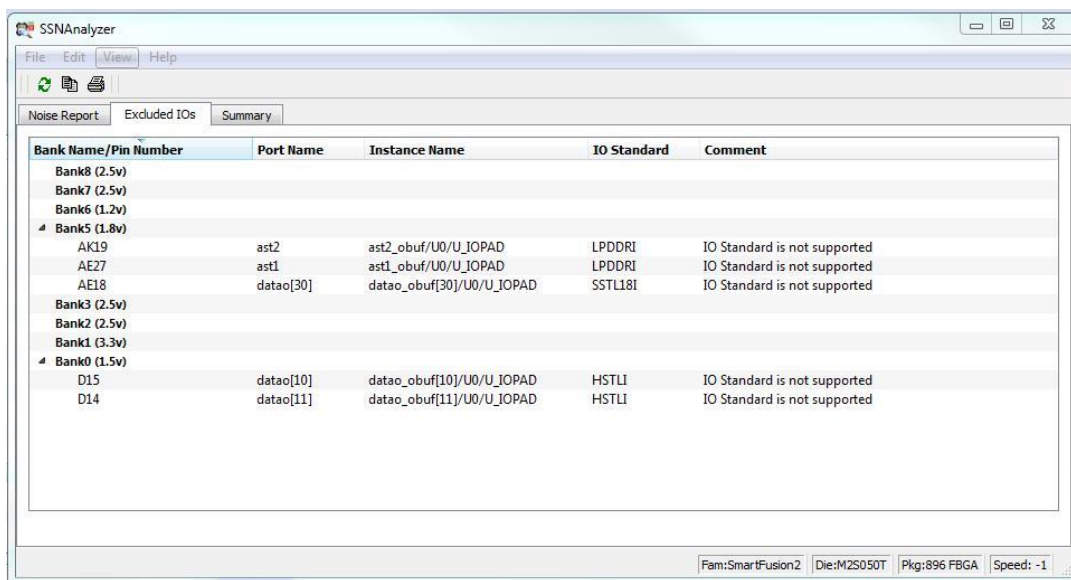 SSNAnalyzer
File Edit View Help
Noise Report Excluded IOs Summary
Bank Name/Pin Number Port Name Instance Name IO Standard Comment
Bank8 (2.5v)
Bank7 (2.5v)
Bank6 (1.2v)
Bank5 (1.8v)
AK19 ast2 ast2_obuf/U0/U_IOPAD LPDDRI IO Standard is not supported
AE27 ast1 ast1_obuf/U0/U_IOPAD LPDDRI IO Standard is not supported
AE18 datao[30] datao_obuf[30]/U0/U_IOPAD SSTL18I IO Standard is not supported
Bank3 (2.5v)
Bank2 (2.5v)
Bank1 (3.3v)
Bank0 (1.5v)
D15 datao[10] datao_obuf[10]/U0/U_IOPAD HSTLI IO Standard is not supported
D14 datao[11] datao_obuf[11]/U0/U_IOPAD HSTLI IO Standard is not supported
Fam:SmartFusion2 Die:M2S050T Pkg:896 FBGA Speed: -1